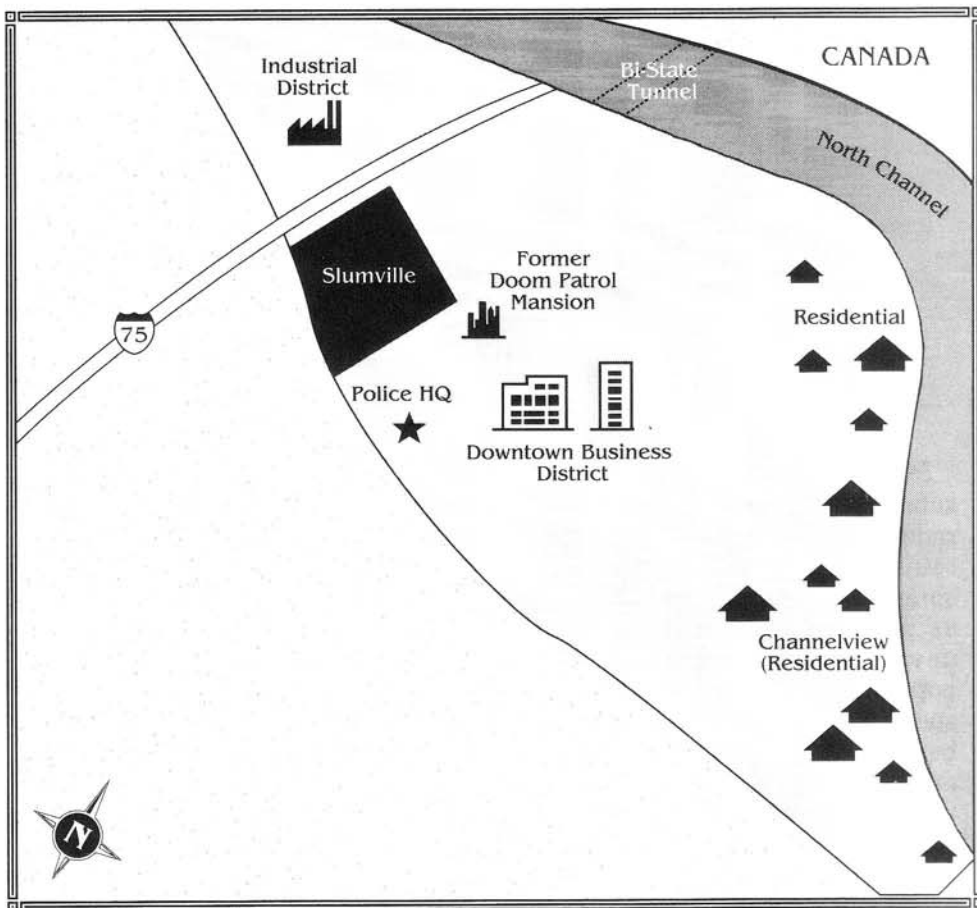 CANADA
Industrial
District
Bi-State
Tunnel
North Channel
Slumville
Former
Doom Patrol
Mansion
Residential
75
Police HQ
Downtown Business
District
Channelview
(Residential)
N